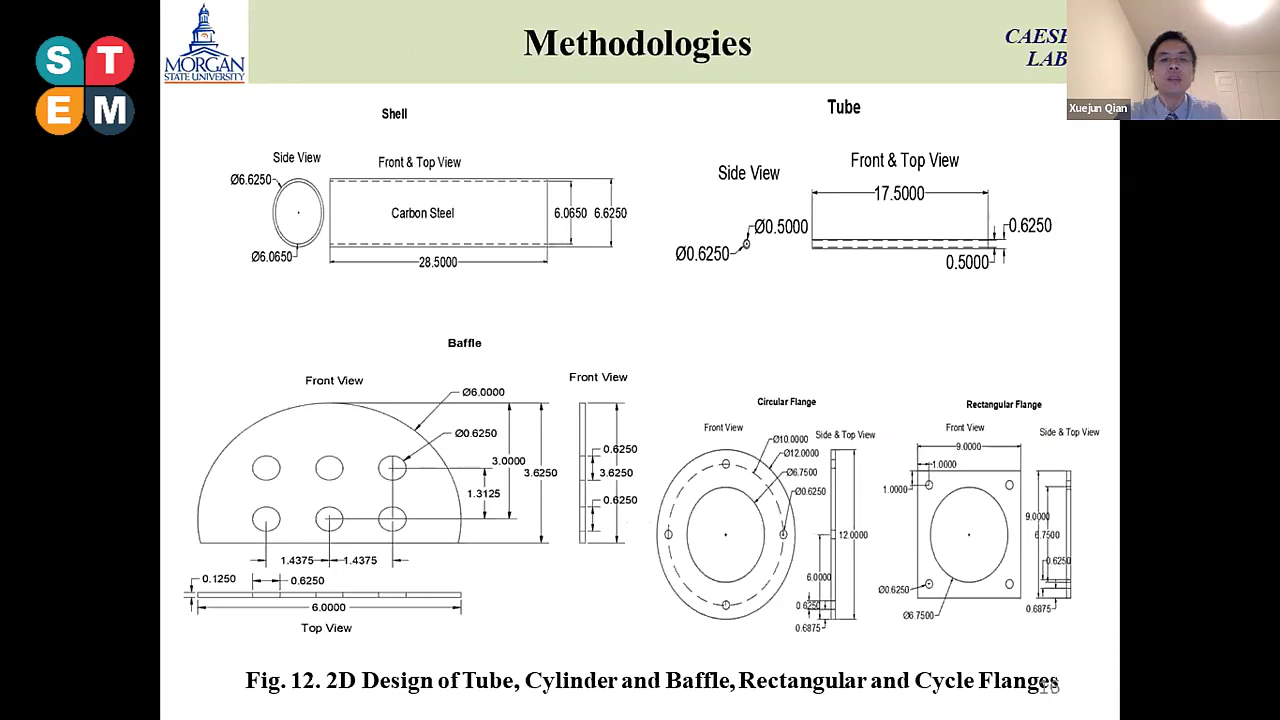 S T
E M
MORGAN
STATE UNIVERSITY
Methodologies
CAESE
LAB
Xuejun Qian
Shell
Side View
Front & Top View
Ø6.6250
Carbon Steel
6.0650
6.6250
Ø6.0650
28.5000
Tube
Front & Top View
Side View
17.5000
Ø0.5000
0.6250
Ø0.6250
0.5000
Baffle
Front View
Ø6.0000
Ø0.6250
3.0000
3.6250
1.3125
1.4375
1.4375
0.1250
0.6250
6.0000
Top View
Front View
0.6250
3.6250
0.6250
Circular Flange
Front View
Side & Top View
Ø10.0000
Ø12.0000
Ø6.7500
Ø0.6250
12.0000
6.0000
0.6250
0.6875
Rectangular Flange
Front View
Side & Top View
9.0000
1.0000
1.0000
9.0000
6.7500
0.6250
Ø0.6250
Ø6.7500
0.6875
Fig. 12. 2D Design of Tube, Cylinder and Baffle, Rectangular and Cycle Flanges
16